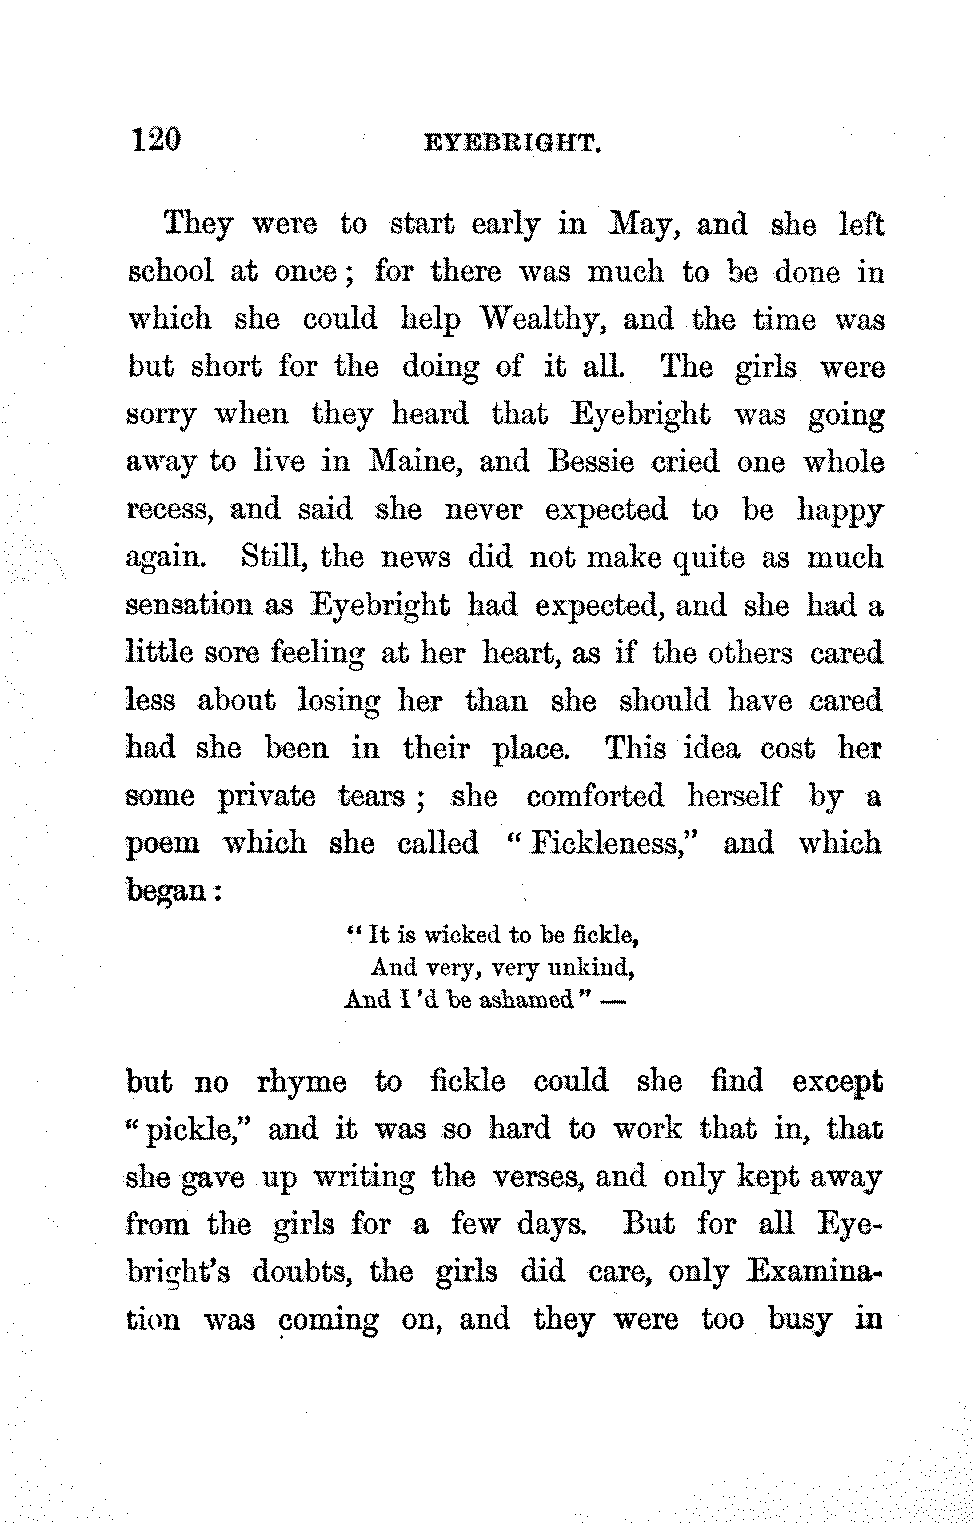 120 EYEBRIGHT.
They were to start early in May, and she left
school at once; for there was much to be done in
which she could help Wealthy, and the time was
but short for the doing of it all. The girls were
sorry when they heard that Eyebright was going
away to live in Maine, and Bessie cried one whole
recess, and said she never expected to be happy
again. Still, the news did not make quite as much
sensation as Eyebright had expected, and she had a
little sore feeling at her heart, as if the others cared
less about losing her than she should have cared
had she been in their place. This idea cost her
some private tears; she comforted herself by a
poem which she called "Fickleness," and which
began:
"It is wicked to be fickle,
And very, very unkind,
And I'd be ashamed" —
but no rhyme to fickle could she find except
"pickle," and it was so hard to work that in, that
she gave up writing the verses, and only kept away
from the girls for a few days. But for all Eye-
bright's doubts, the girls did care, only Examina-
tion was coming on, and they were too busy in